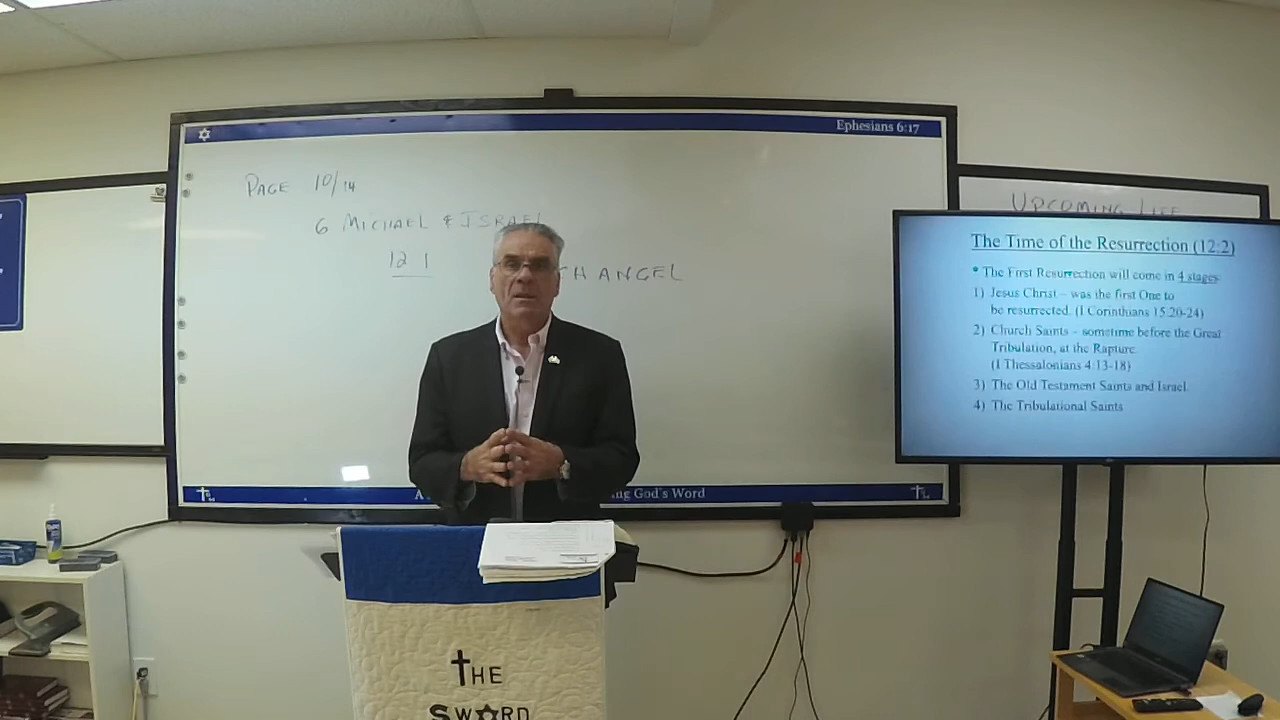 Ephesians 6:17
PAGE 10/14
6 MICHAEL & ISRAEL
12 1
CHANGEL
ing God's Word
UPCOMING LIFE
The Time of the Resurrection (12:2)
* The First Resurrection will come in 4 stages:
1) Jesus Christ – was the first One to
be resurrected. (I Corinthians 15:20-24)
2) Church Saints – sometime before the Great
Tribulation, at the Rapture.
(I Thessalonians 4:13-18)
3) The Old Testament Saints and Israel.
4) The Tribulational Saints
THE
SWORD